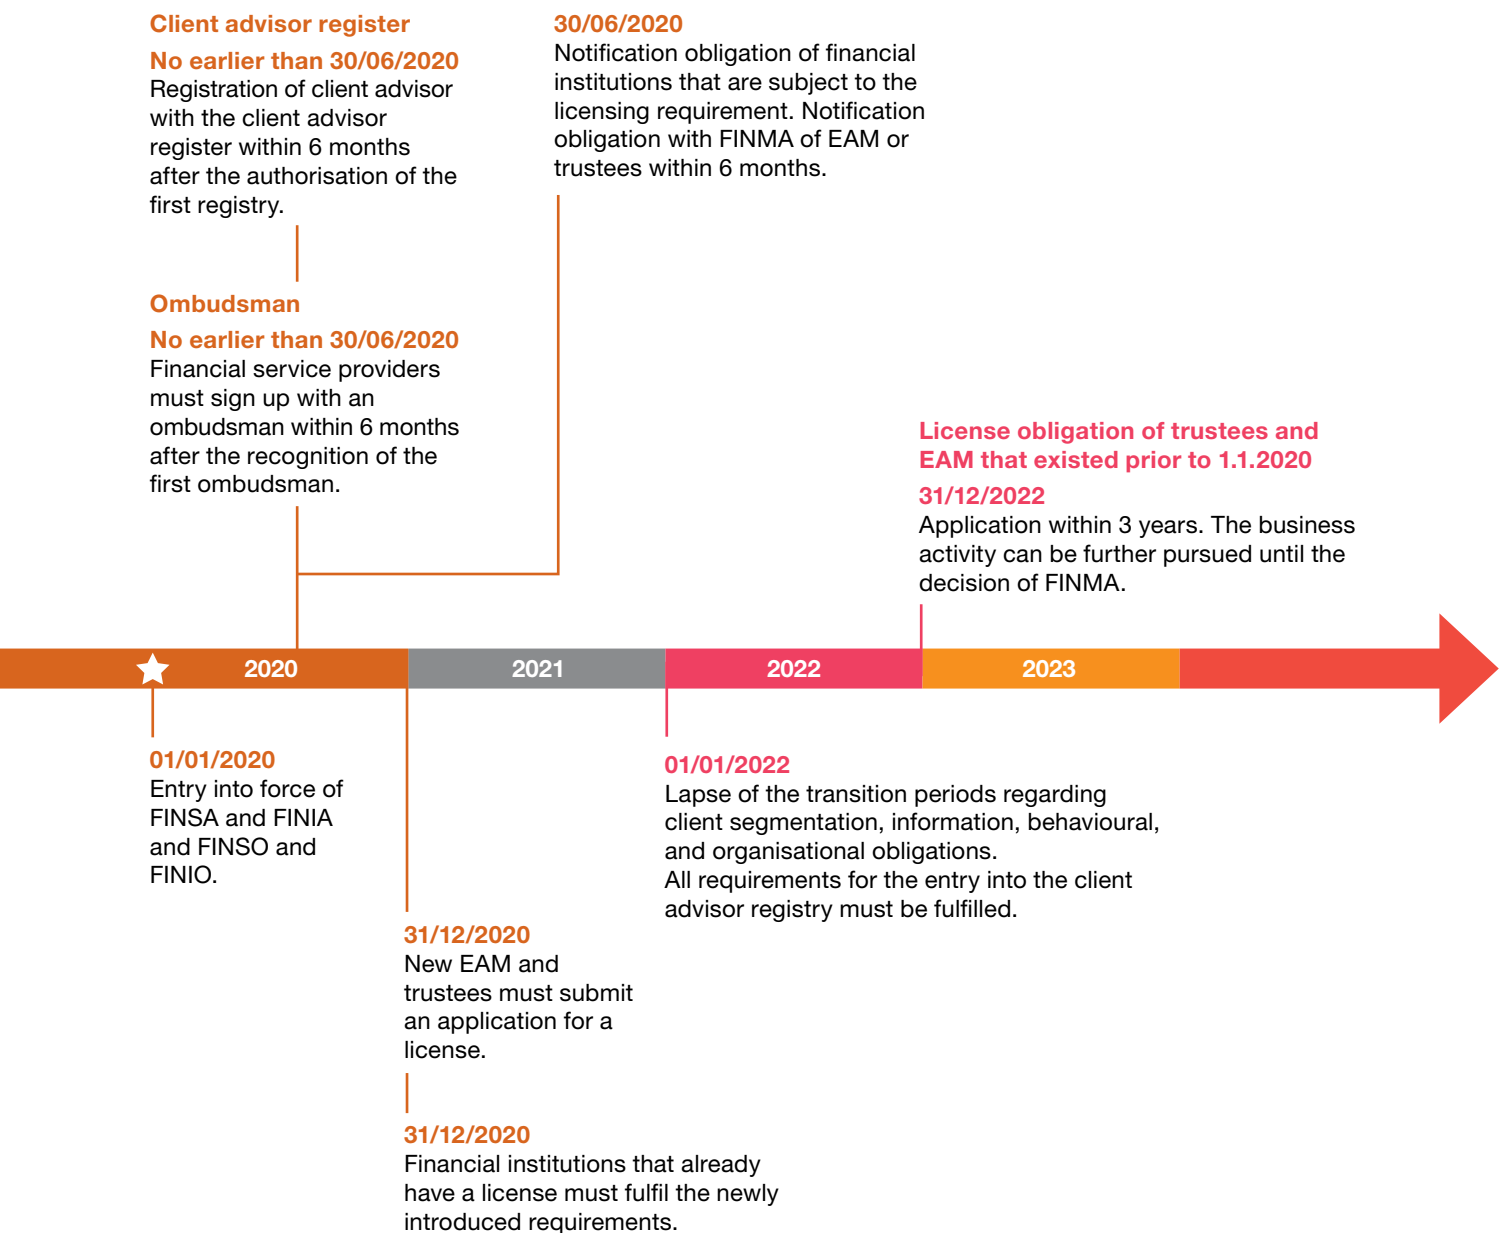 Client advisor register
No earlier than 30/06/2020
Registration of client advisor
with the client advisor
register within 6 months
after the authorisation of the
first registry.
30/06/2020
Notification obligation of financial
institutions that are subject to the
licensing requirement. Notification
obligation with FINMA of EAM or
trustees within 6 months.
Ombudsman
No earlier than 30/06/2020
Financial service providers
must sign up with an
ombudsman within 6 months
after the recognition of the
first ombudsman.
License obligation of trustees and
EAM that existed prior to 1.1.2020
31/12/2022
Application within 3 years. The business
activity can be further pursued until the
decision of FINMA.
2020
2021
2022
2023
01/01/2020
Entry into force of
FINSA and FINIA
and FINSO and
FINIO.
01/01/2022
Lapse of the transition periods regarding
client segmentation, information, behavioural,
and organisational obligations.
All requirements for the entry into the client
advisor registry must be fulfilled.
31/12/2020
New EAM and
trustees must submit
an application for a
license.
31/12/2020
Financial institutions that already
have a license must fulfil the newly
introduced requirements.